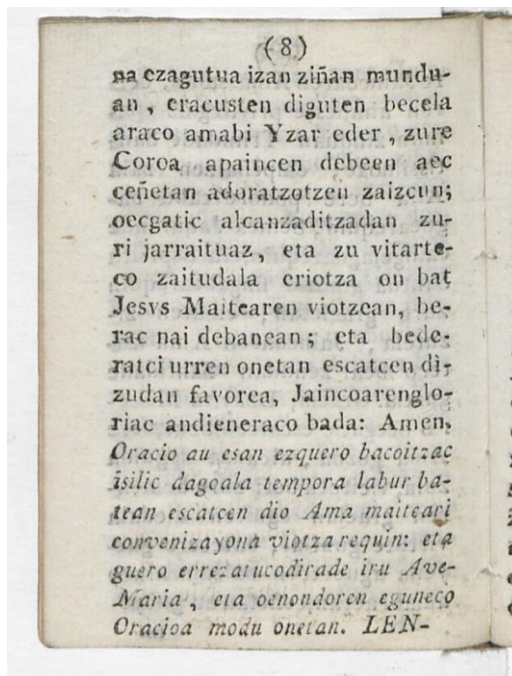 (8)
na ezagutua izan ziñan mundu-
an, eracusten diguten becela
araco amabi Yzar eder, zure
Coroa apaincen debeen aec
ceñetan adoratzotzen zaizcun;
oecgatic alcanzaditzadan zu-
ri jarraituaz, eta zu vitarte-
co zaitudala eriotza on bat
Jesvs Maitearen viotzean, be-
rac nai debanean; eta bede-
ratci urren onetan escatcen di-
zudan favorea, Jaincoarenglo-
riac andieneraco bada: Amen.
Oracio au esan ezquero bacoitzac
isilic dagoala tempora labur ba-
tean escatcen dio Ama maiteari
convenizayona viotza requin: eta
guero errezatucodirade iru Ave-
Maria, eta oenondoren eguneco
Oracioa modu onetan. LEN-